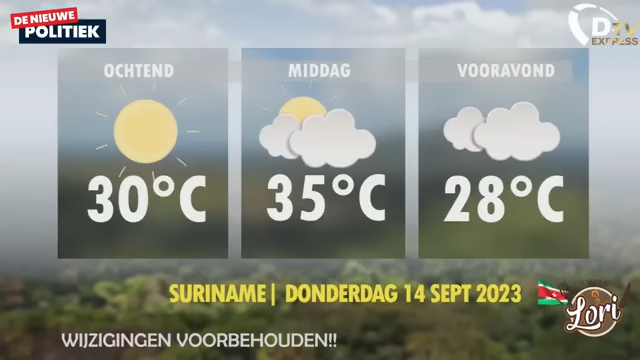 DE NIEUWE
POLITIEK
DTV
EXPRESS
OCHTEND
MIDDAG
VOORAVOND
30°C
35°C
28°C
SURINAME| DONDERDAG 14 SEPT 2023
Lori
WIJZIGINGEN VOORBEHOUDEN!!